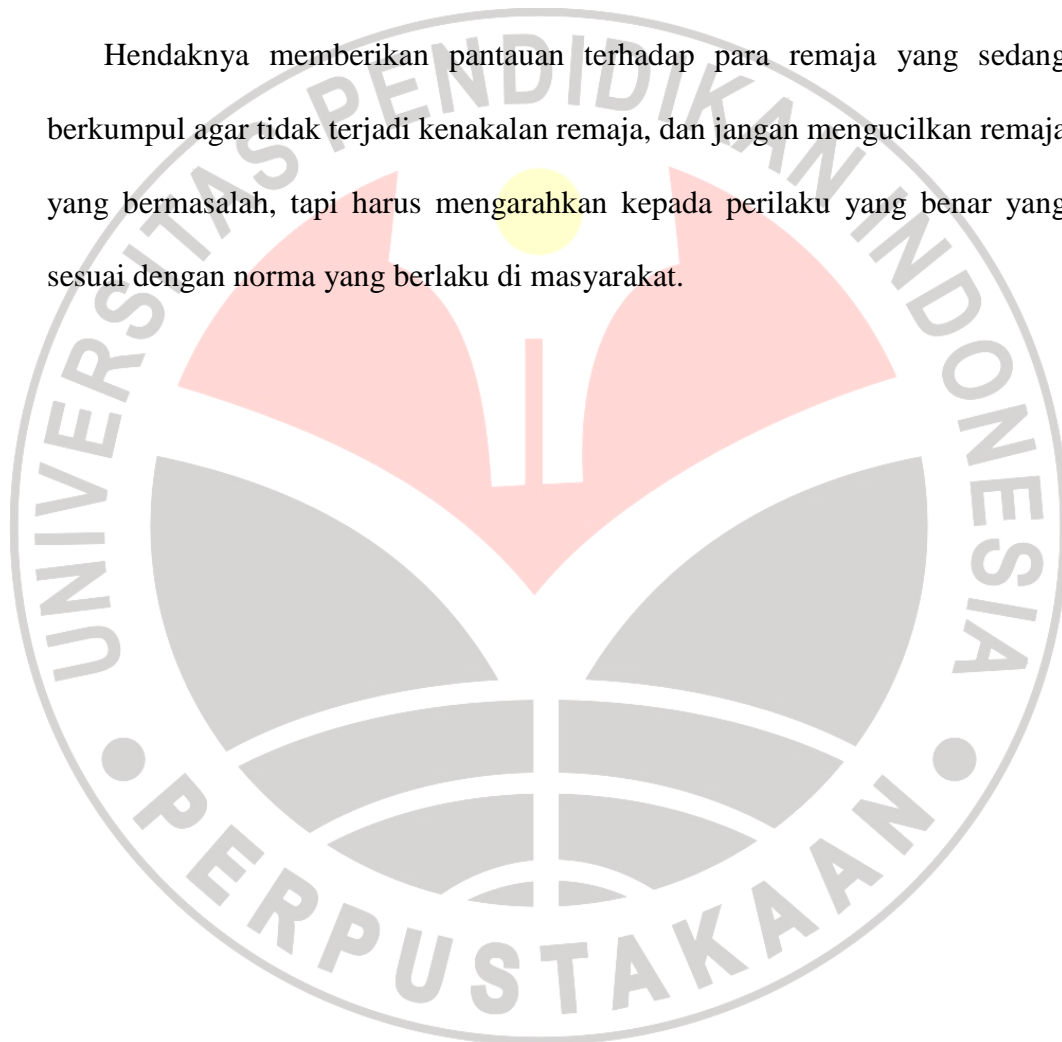 Hendaknya memberikan pantauan terhadap para remaja yang sedang
berkumpul agar tidak terjadi kenakalan remaja, dan jangan mengucilkan remaja
yang bermasalah, tapi harus mengarahkan kepada perilaku yang benar yang
sesuai dengan norma yang berlaku di masyarakat.
UNIVERSITAS PENDIDIKAN INDONESIA
PERPUSTAKAAN